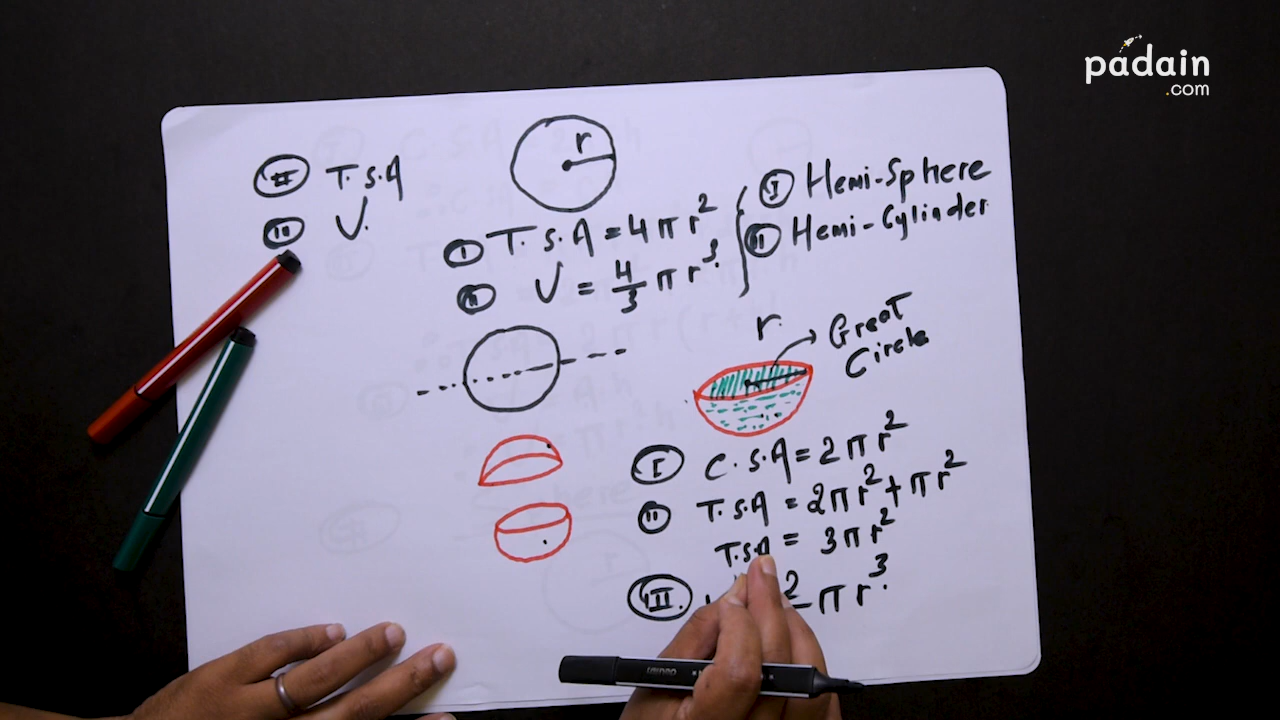 padain
.com
II T.S.A
III V.
r
I T.S.A = 4πr²
II V = 4/3 πr³.
I Hemi-Sphere
II Hemi-Cylinder
r.
Great
Circle
I C.S.A = 2πr²
II T.S.A = 2πr² + πr²
T.S.A = 3πr²
III. 2 πr³.